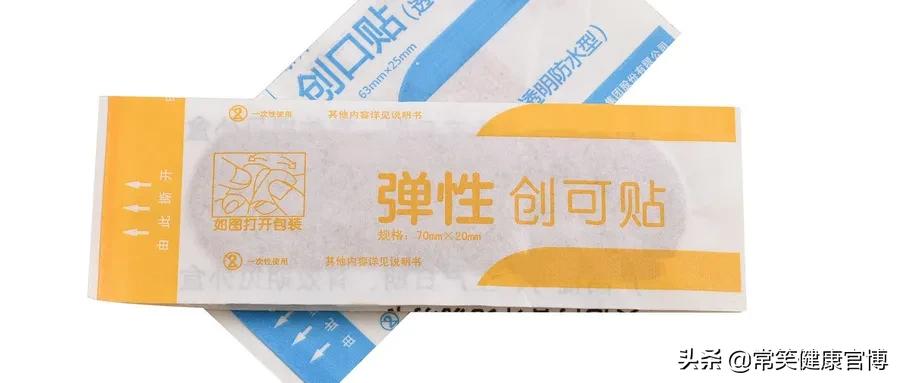 创口贴(透明防水型)
63mm×25mm
一次性使用
其他内容详见说明书
由此撕开
如图打开包装
弹性 创可贴
规格:70mm×20mm
一次性使用
其他内容详见说明书
由此
头条 @常笑健康官博